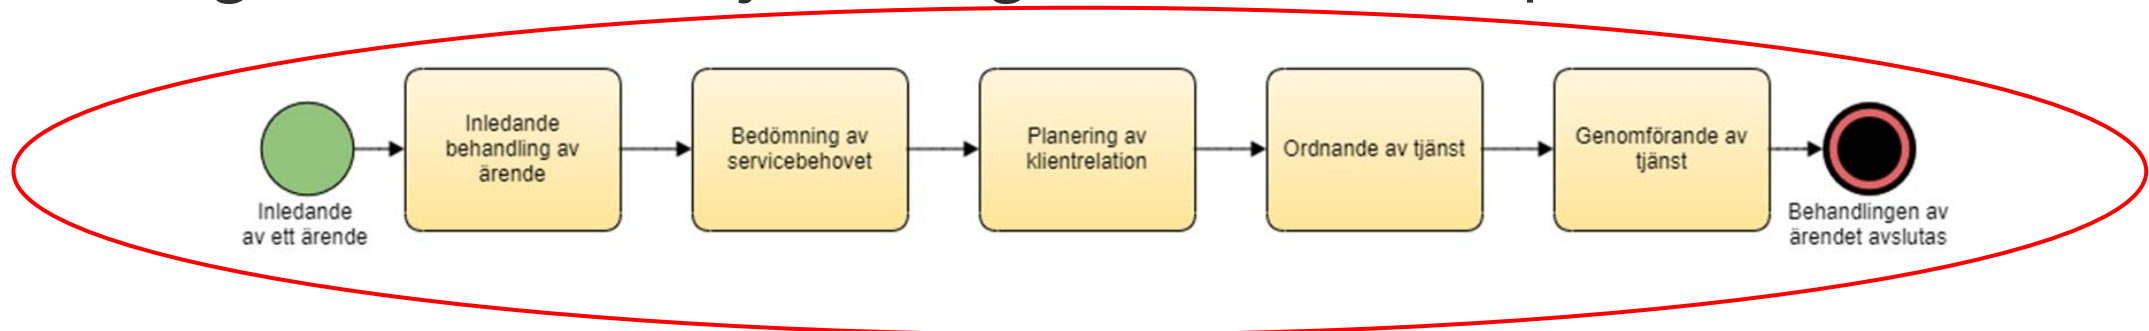 Inledande
av ett ärende
Inledande
behandling av
ärende
Bedömning av
servicebehovet
Planering av
klientrelation
Ordnande av tjänst
Genomförande av
tjänst
Behandlingen av
ärendet avslutas